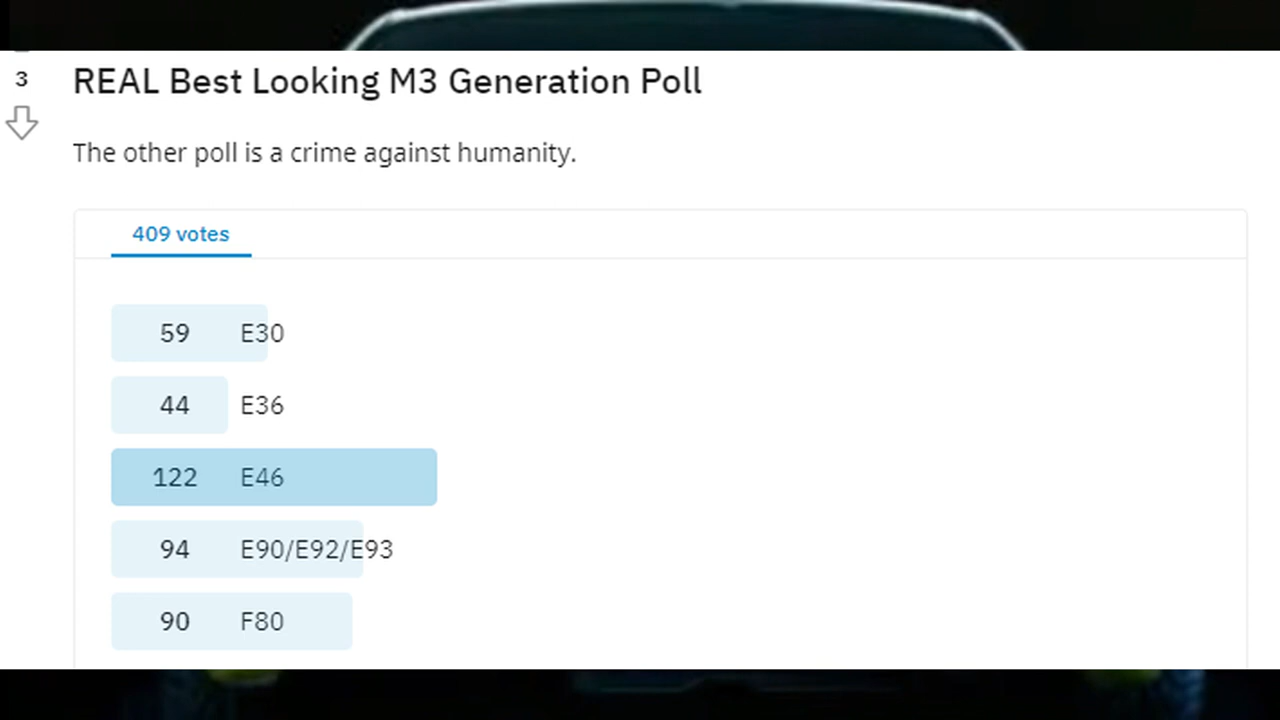 3
REAL Best Looking M3 Generation Poll
The other poll is a crime against humanity.
409 votes
59 E30
44 E36
122 E46
94 E90/E92/E93
90 F80